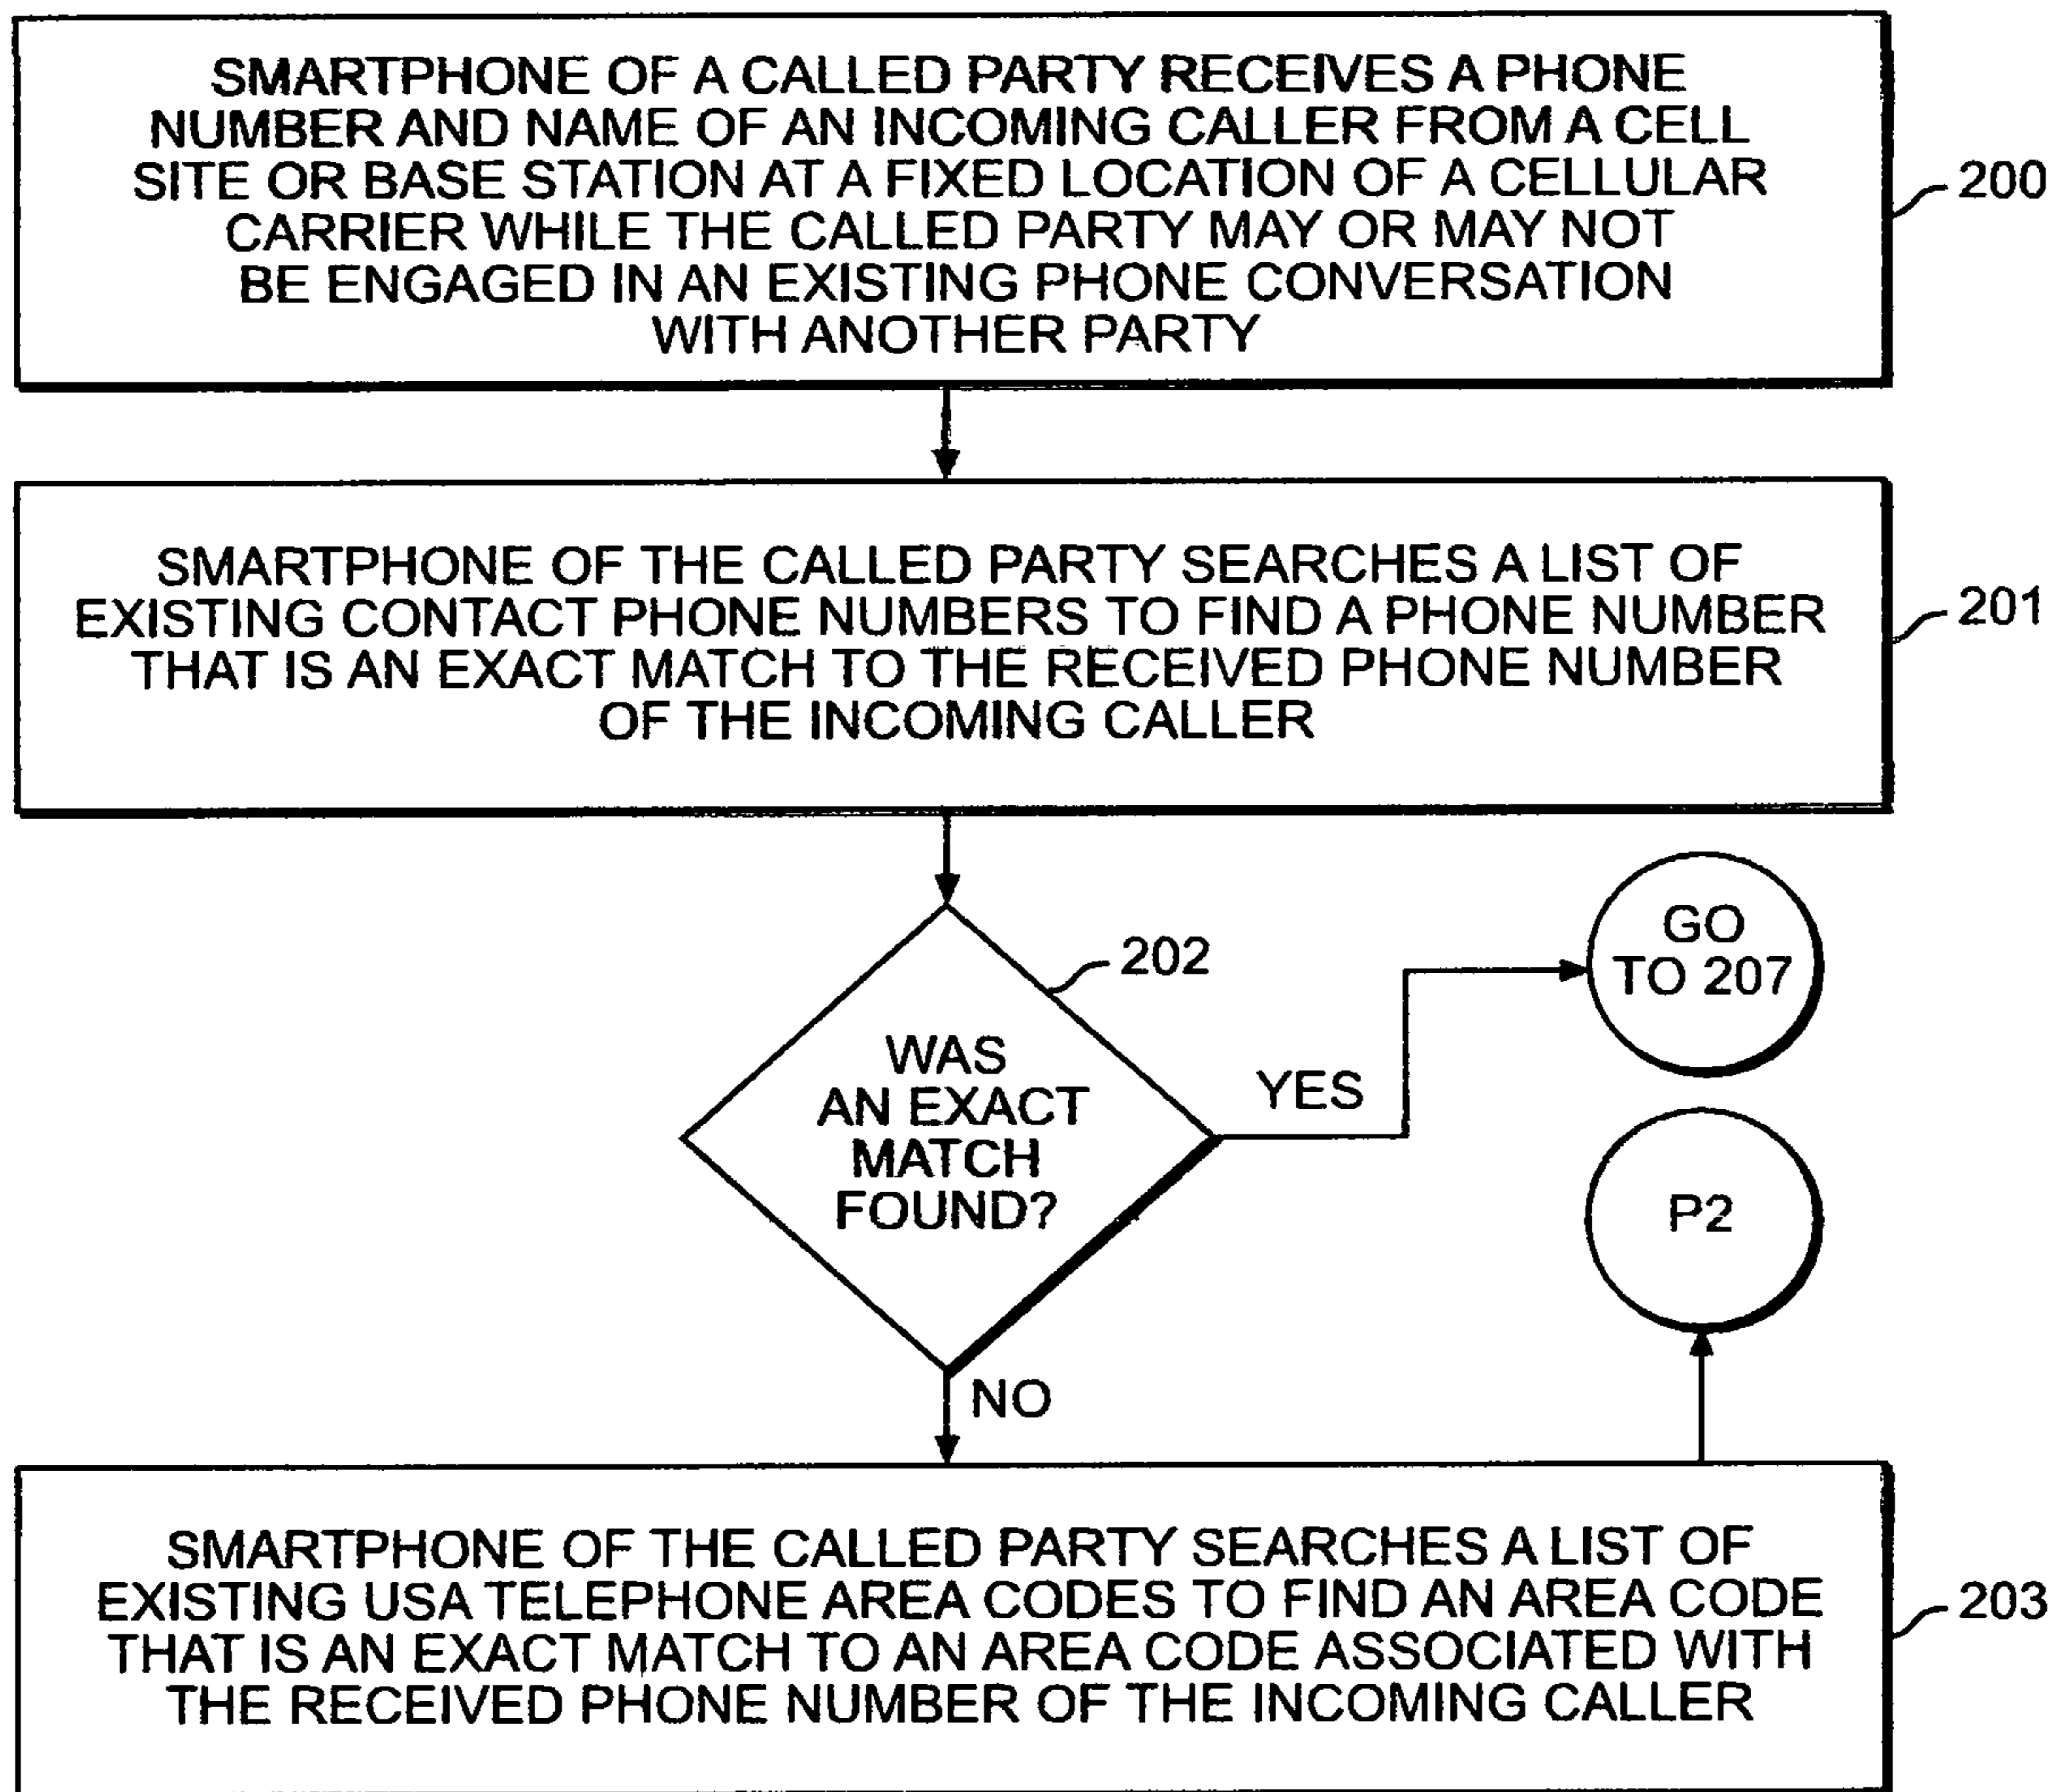 SMARTPHONE OF A CALLED PARTY RECEIVES A PHONE
NUMBER AND NAME OF AN INCOMING CALLER FROM A CELL
SITE OR BASE STATION AT A FIXED LOCATION OF A CELLULAR
CARRIER WHILE THE CALLED PARTY MAY OR MAY NOT
BE ENGAGED IN AN EXISTING PHONE CONVERSATION
WITH ANOTHER PARTY
200
SMARTPHONE OF THE CALLED PARTY SEARCHES A LIST OF
EXISTING CONTACT PHONE NUMBERS TO FIND A PHONE NUMBER
THAT IS AN EXACT MATCH TO THE RECEIVED PHONE NUMBER
OF THE INCOMING CALLER
201
202
WAS
AN EXACT
MATCH
FOUND?
YES
GO
TO 207
P2
NO
SMARTPHONE OF THE CALLED PARTY SEARCHES A LIST OF
EXISTING USA TELEPHONE AREA CODES TO FIND AN AREA CODE
THAT IS AN EXACT MATCH TO AN AREA CODE ASSOCIATED WITH
THE RECEIVED PHONE NUMBER OF THE INCOMING CALLER
203